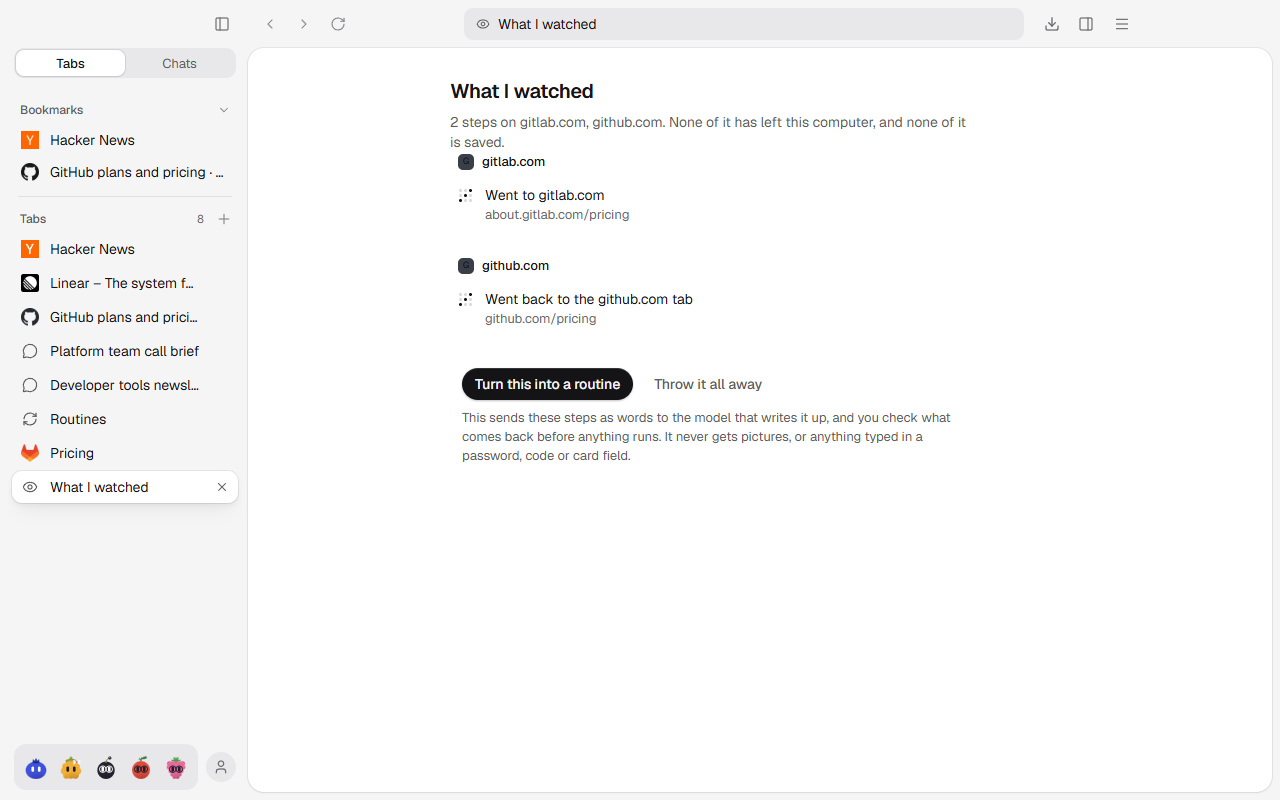 What I watched
Tabs
Chats
Bookmarks
Hacker News
GitHub plans and pricing · ...
Tabs
8
Hacker News
Linear – The system f...
GitHub plans and prici...
Platform team call brief
Developer tools newsl...
Routines
Pricing
What I watched
What I watched
2 steps on gitlab.com, github.com. None of it has left this computer, and none of it
is saved.
G gitlab.com
Went to gitlab.com
about.gitlab.com/pricing
G github.com
Went back to the github.com tab
github.com/pricing
Turn this into a routine
Throw it all away
This sends these steps as words to the model that writes it up, and you check what
comes back before anything runs. It never gets pictures, or anything typed in a
password, code or card field.